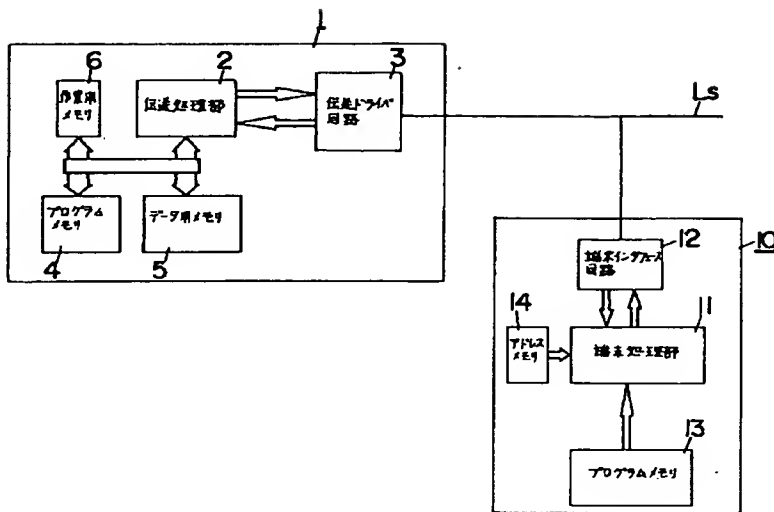 1
6
2
3
作業用
メモリ
伝送処理部
伝送ドライバ
回路
Ls
プログラム
メモリ
データ用メモリ
4
5
10
12
端末インタフェース
回路
14
11
アドレス
メモリ
端末処理部
13
プログラムメモリ